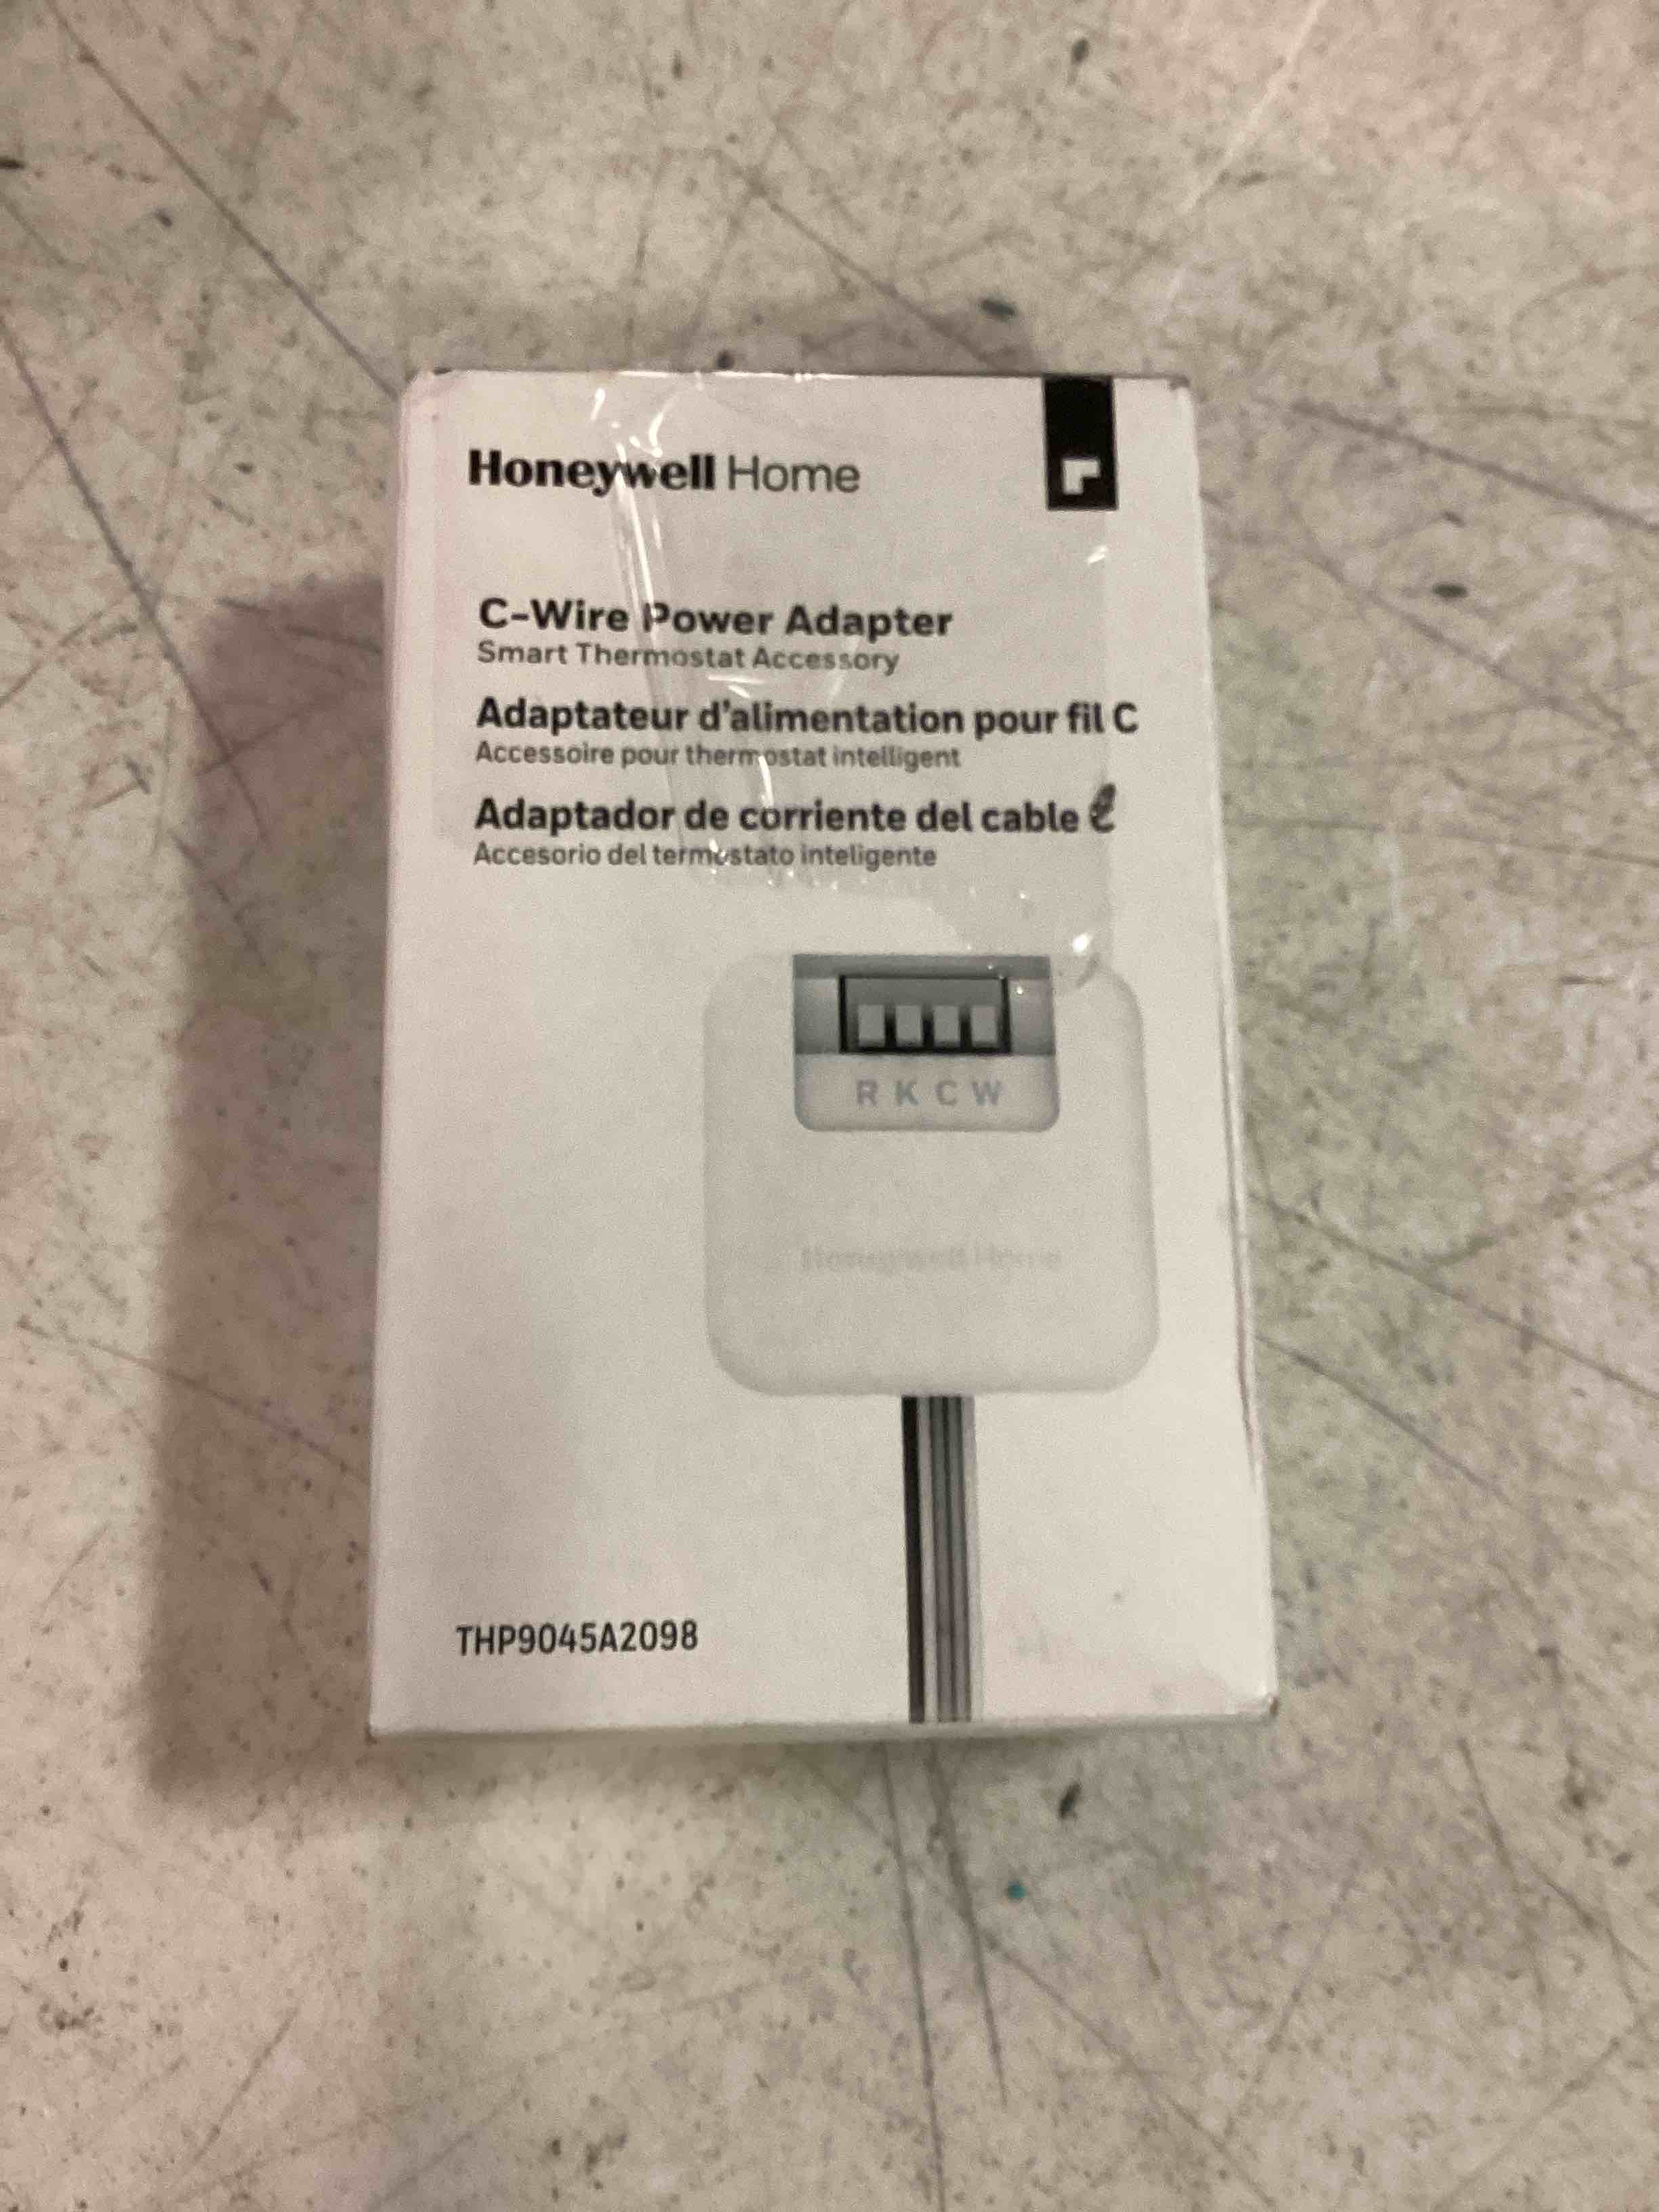 Honeywell Home
C-Wire Power Adapter
Smart Thermostat Accessory
Adaptateur d'alimentation pour fil C
Accessoire pour thermostat intelligent
Adaptador de corriente del cable C
Accesorio del termostato inteligente
R K C W
Honeywell Home
THP9045A2098